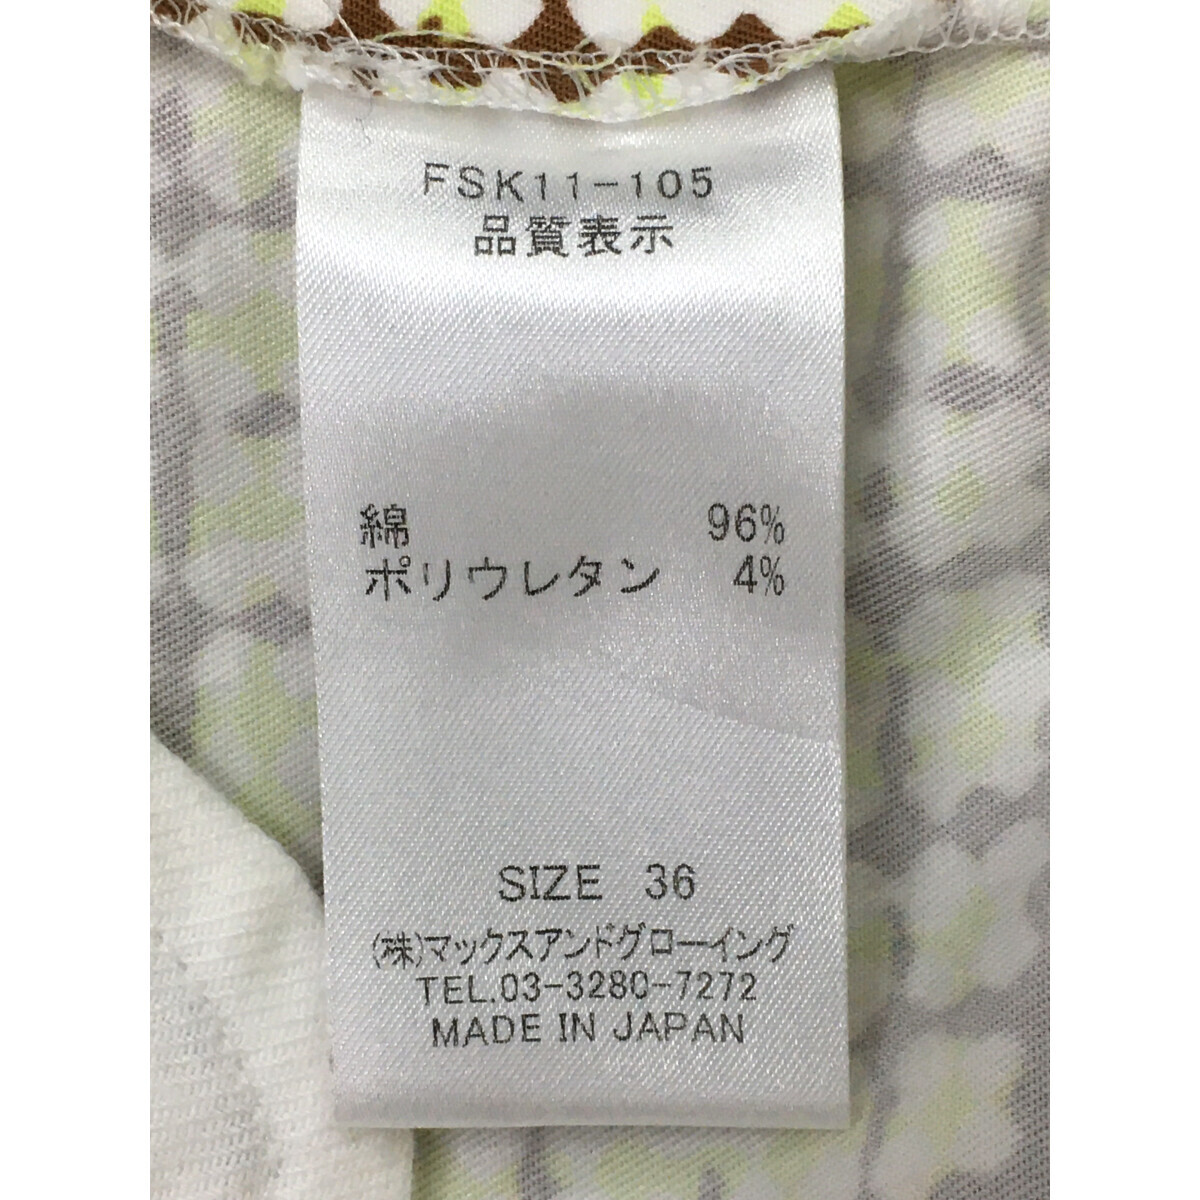 FSK11-105
品質表示
綿 96%
ポリウレタン 4%
SIZE 36
(株)マックスアンドグローイング
TEL.03-3280-7272
MADE IN JAPAN